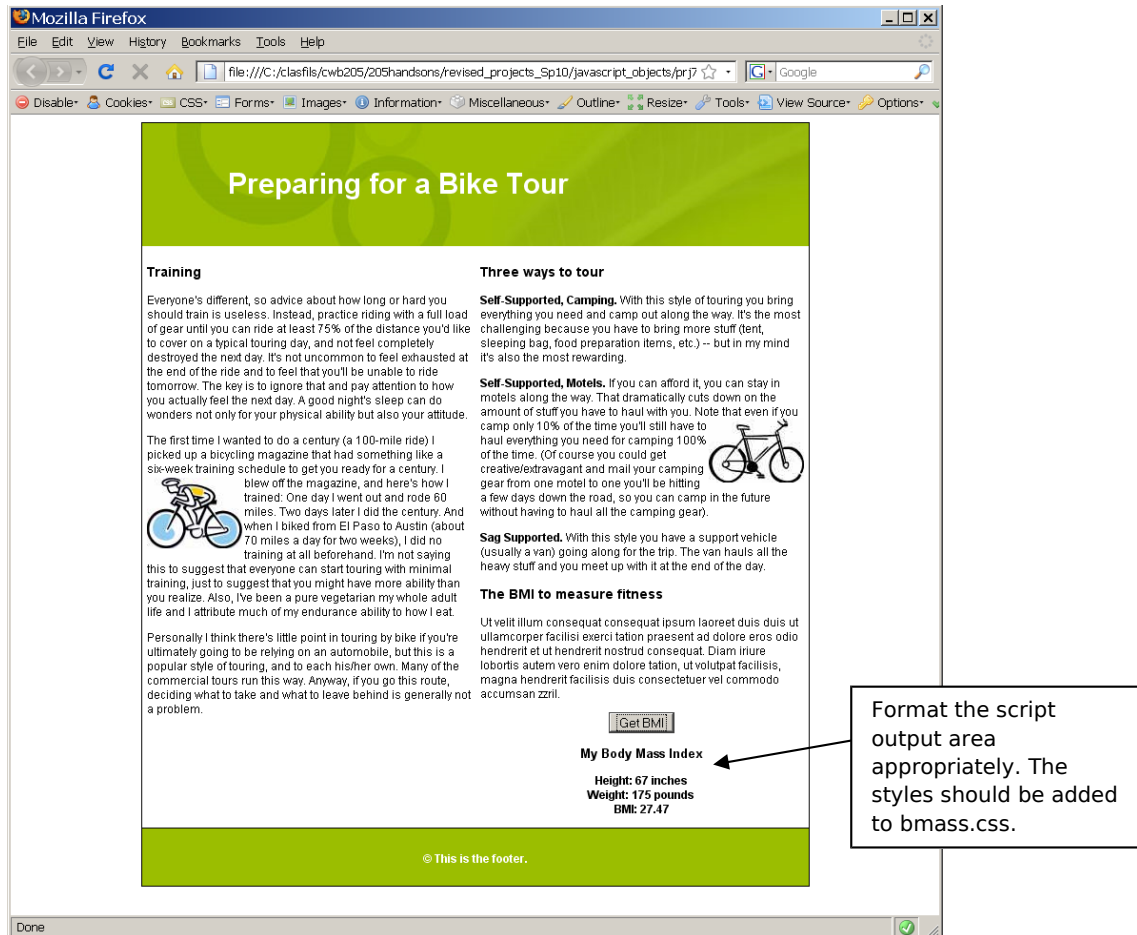 Mozilla Firefox
File Edit View History Bookmarks Tools Help
file:///C:/clasfils/cwb205/205handsons/revised_projects_Sp10/javascript_objects/prj7
G Google
Disable Cookies CSS Forms Images Information Miscellaneous Outline Resize Tools View Source Options
Preparing for a Bike Tour
Training
Everyone's different, so advice about how long or hard you
should train is useless. Instead, practice riding with a full load
of gear until you can ride at least 75% of the distance you'd like
to cover on a typical touring day, and not feel completely
destroyed the next day. It's not uncommon to feel exhausted at
the end of the ride and to feel that you'll be unable to ride
tomorrow. The key is to ignore that and pay attention to how
you actually feel the next day. A good night's sleep can do
wonders not only for your physical ability but also your attitude.
The first time I wanted to do a century (a 100-mile ride) I
picked up a bicycling magazine that had something like a
six-week training schedule to get you ready for a century. I
blew off the magazine, and here's how I
trained: One day I went out and rode 60
miles. Two days later I did the century. And
when I biked from El Paso to Austin (about
70 miles a day for two weeks), I did no
training at all beforehand. I'm not saying
this to suggest that everyone can start touring with minimal
training, just to suggest that you might have more ability than
you realize. Also, I've been a pure vegetarian my whole adult
life and I attribute much of my endurance ability to how I eat.
Personally I think there's little point in touring by bike if you're
ultimately going to be relying on an automobile, but this is a
popular style of touring, and to each his/her own. Many of the
commercial tours run this way. Anyway, if you go this route,
deciding what to take and what to leave behind is generally not
a problem.
Three ways to tour
Self-Supported, Camping. With this style of touring you bring
everything you need and camp out along the way. It's the most
challenging because you have to bring more stuff (tent,
sleeping bag, food preparation items, etc.) -- but in my mind
it's also the most rewarding.
Self-Supported, Motels. If you can afford it, you can stay in
motels along the way. That dramatically cuts down on the
amount of stuff you have to haul with you. Note that even if you
camp only 10% of the time you'll still have to
haul everything you need for camping 100%
of the time. (Of course you could get
creative/extravagant and mail your camping
gear from one motel to one you'll be hitting
a few days down the road, so you can camp in the future
without having to haul all the camping gear).
Sag Supported. With this style you have a support vehicle
(usually a van) going along for the trip. The van hauls all the
heavy stuff and you meet up with it at the end of the day.
The BMI to measure fitness
Ut velit illum consequat consequat ipsum laoreet duis duis ut
ullamcorper facilisi exerci tation praesent ad dolore eros odio
hendrerit et ut hendrerit nostrud consequat. Diam iriure
lobortis autem vero enim dolore tation, ut volutpat facilisis,
magna hendrerit facilisis duis consectetuer vel commodo
accumsan zzril.
Get BMI
My Body Mass Index
Height: 67 inches
Weight: 175 pounds
BMI: 27.47
Format the script
output area
appropriately. The
styles should be added
to bmass.css.
© This is the footer.
Done